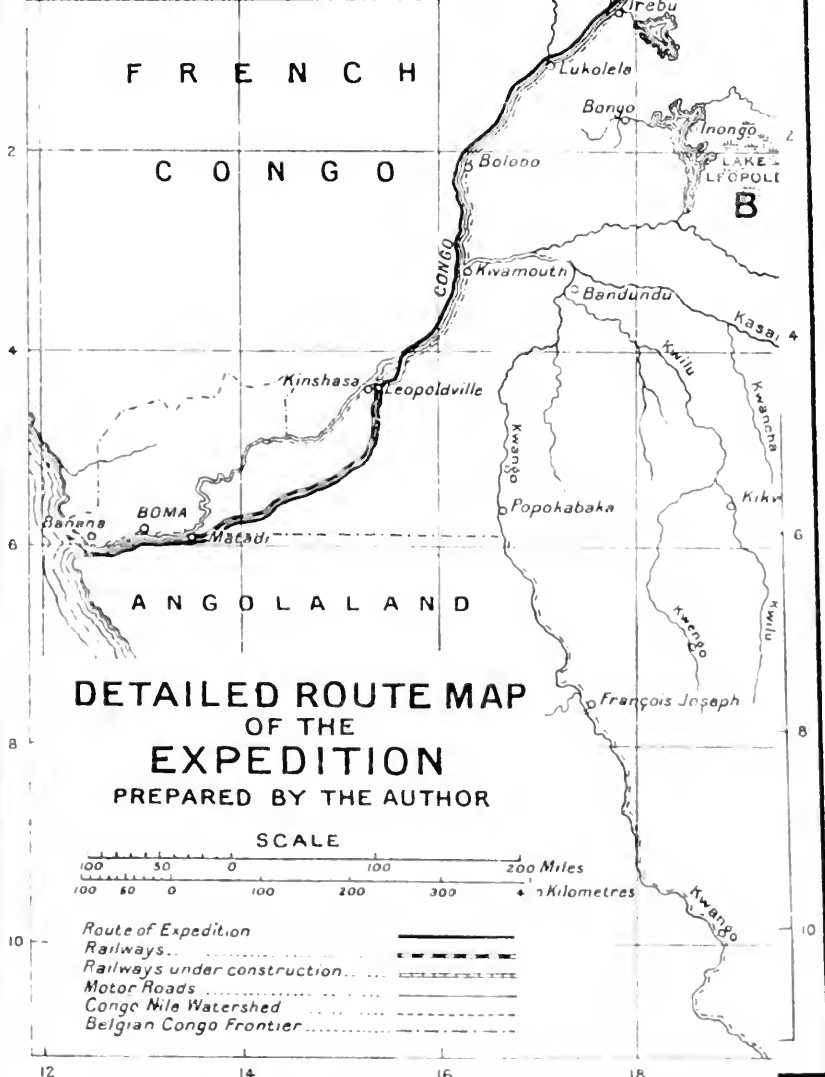 Irebu
FRENCH
Lukolela
Bongo
Inongo
2
2
CONGO
Bolobo
LAKE
LEOPOLD
B
CONGO
Kwamouth
Bandundu
Kasai
4
4
Kinshasa
Leopoldville
Kwilu
Kwancha
Kwango
BOMA
Banana
Matadi
Popokabaka
6
6
ANGOLALAND
Kwengo
Kwilu
DETAILED ROUTE MAP
OF THE
EXPEDITION
PREPARED BY THE AUTHOR
François Joseph
8
8
SCALE
100 50 0 100 200 Miles
100 50 0 100 200 300 Kilometres
Kwango
Route of Expedition
Railways
Railways under construction
Motor Roads
Congo Nile Watershed
Belgian Congo Frontier
10
10
12 14 16 18